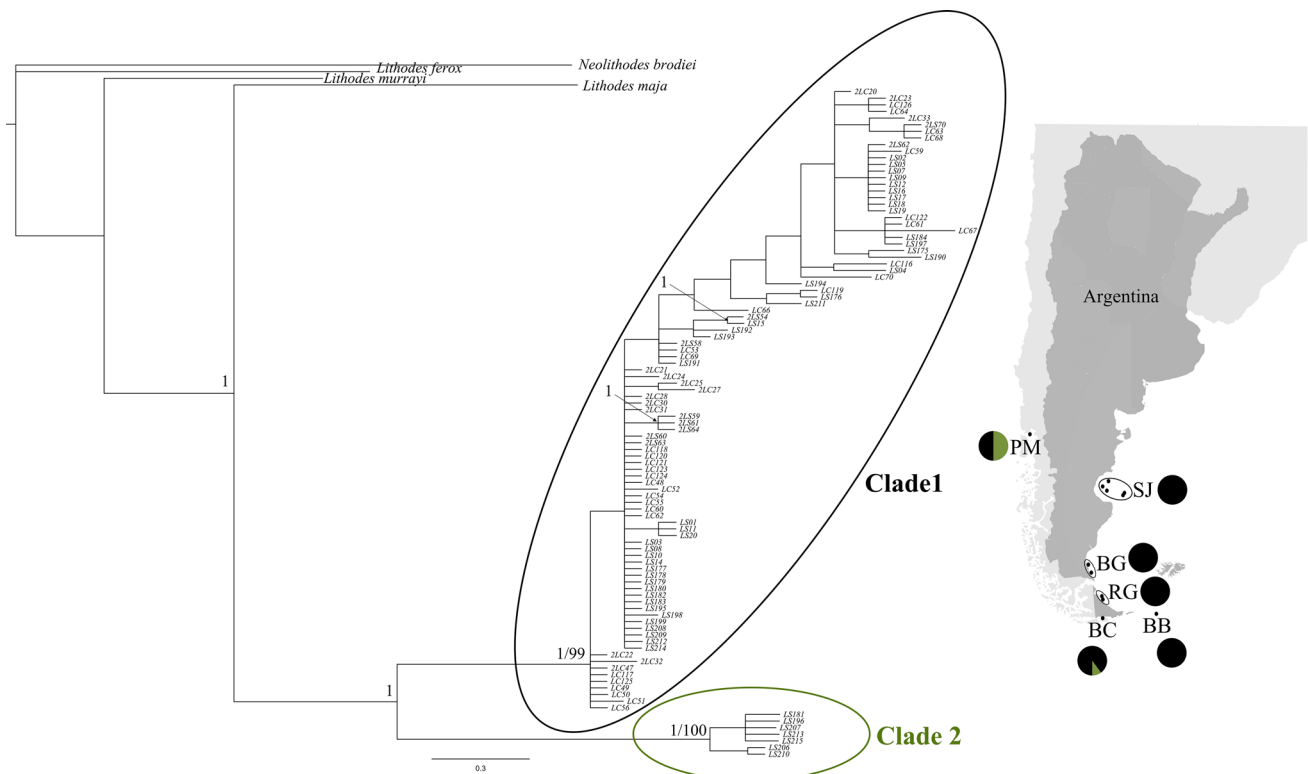 Neolithodes brodiei
Lithodes ferox
Lithodes murrayi
Lithodes maja
2LC20
2LC23
LC126
LC64
2LC33
2LS70
LC63
LC68
2LS62
LC59
LS02
LS05
LS07
LS09
LS12
LS16
LS17
LS18
LS19
LC122
LC61
LC67
LS184
LS197
LS175
LS190
LC116
LS04
LC70
LS194
LC119
LS176
LS211
1
LC66
2LS54
LS15
LS192
LS193
2LS58
LC53
LC69
LS191
2LC21
2LC24
2LC25
2LC27
1
1
2LC28
2LC30
2LC31
2LS59
2LS61
2LS64
2LS60
2LS63
LC118
LC120
LC121
LC123
LC124
LC48
LC52
LC54
LC55
LC60
LC62
LS01
LS11
LS20
LS03
LS08
LS10
LS14
LS177
LS178
LS179
LS180
LS182
LS183
LS195
LS198
LS199
LS208
LS209
LS212
LS214
1/99
2LC22
2LC32
2LC47
LC117
LC125
LC49
LC50
LC51
LC56
1
Clade1
LS181
LS196
LS207
LS213
LS215
LS206
LS210
1/100
Clade 2
0.3
Argentina
PM
SJ
BG
RG
BC
BB